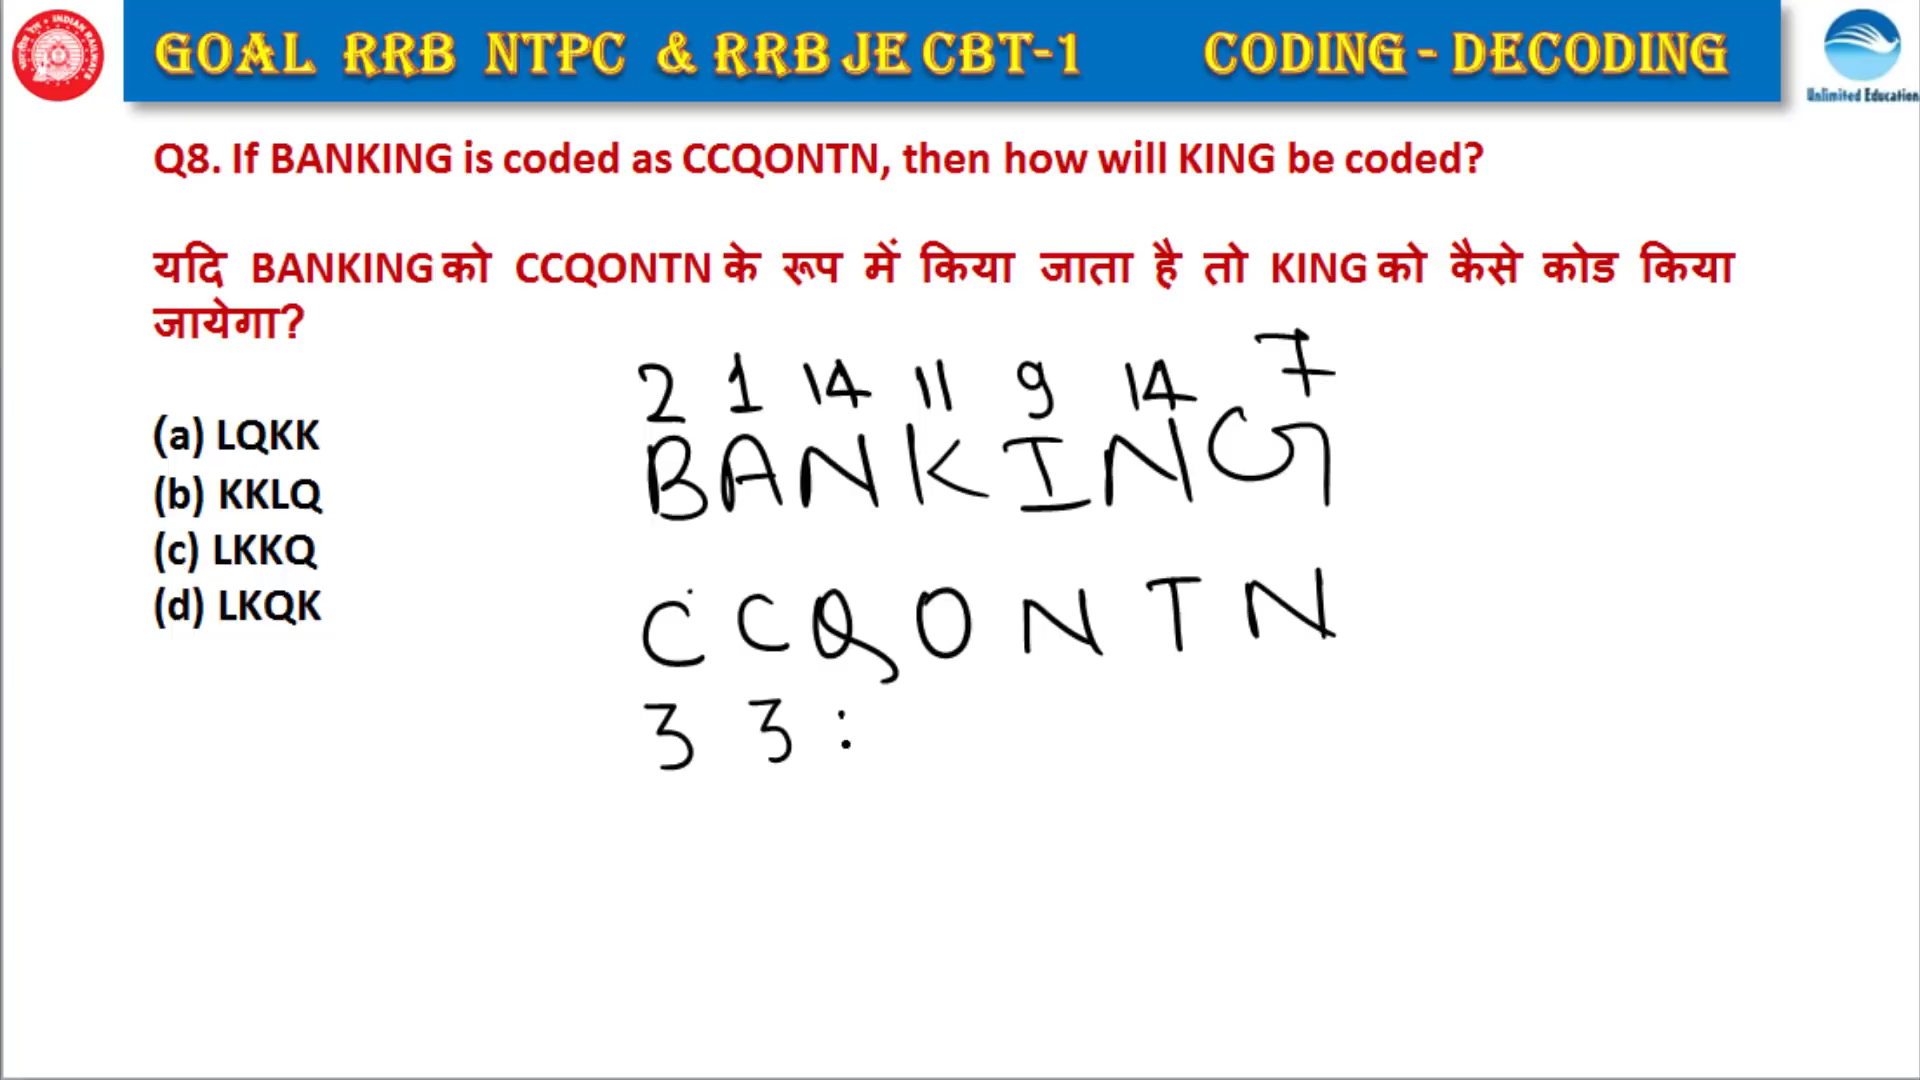 GOAL RRB NTPC & RRB JE CBT-1 CODING - DECODING
Unlimited Education
Q8. If BANKING is coded as CCQONTN, then how will KING be coded?
यदि BANKING को CCQONTN के रूप में किया जाता है तो KING को कैसे कोड किया
जायेगा?
(a) LQKK
(b) KKLQ
(c) LKKQ
(d) LKQK
2 1 14 11 9 14 7
BANKING
CCQONTN
3 3 :